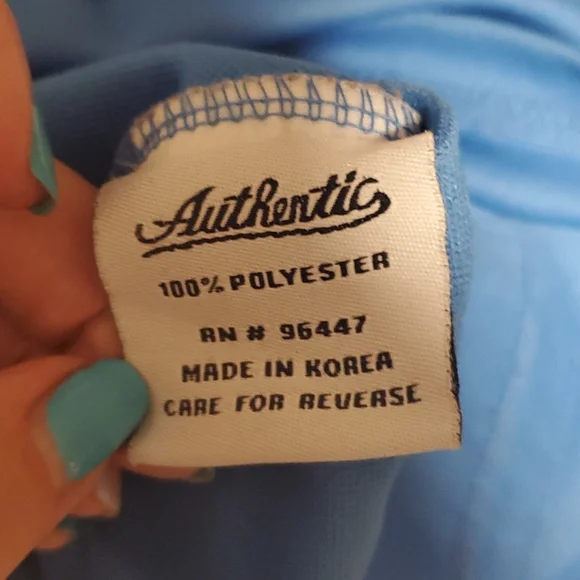 Authentic
100% POLYESTER
RN # 96447
MADE IN KOREA
CARE FOR REVERSE